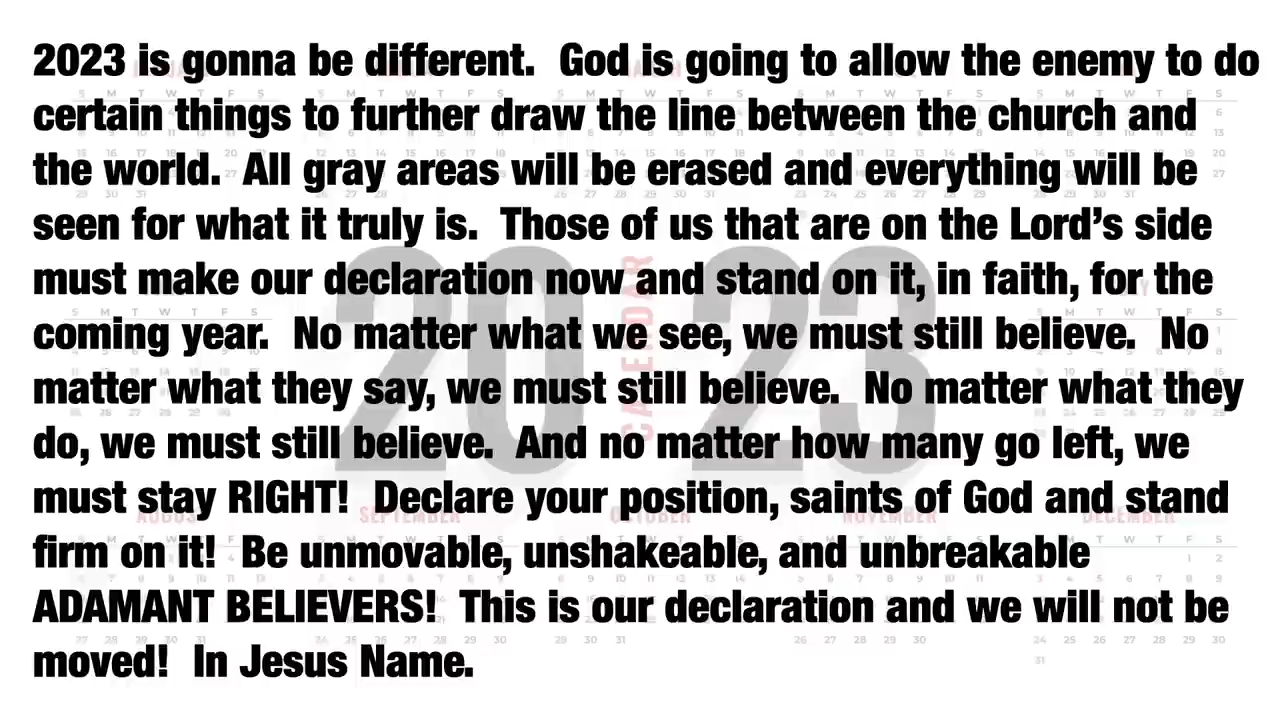 2023 is gonna be different.  God is going to allow the enemy to do
certain things to further draw the line between the church and
the world.  All gray areas will be erased and everything will be
seen for what it truly is.  Those of us that are on the Lord’s side
must make our declaration now and stand on it, in faith, for the
coming year.  No matter what we see, we must still believe.  No
matter what they say, we must still believe.  No matter what they
do, we must still believe.  And no matter how many go left, we
must stay RIGHT!  Declare your position, saints of God and stand
firm on it!  Be unmovable, unshakeable, and unbreakable
ADAMANT BELIEVERS!  This is our declaration and we will not be
moved!  In Jesus Name.
2023
CALENDAR
SEPTEMBER
OCTOBER
NOVEMBER
DECEMBER